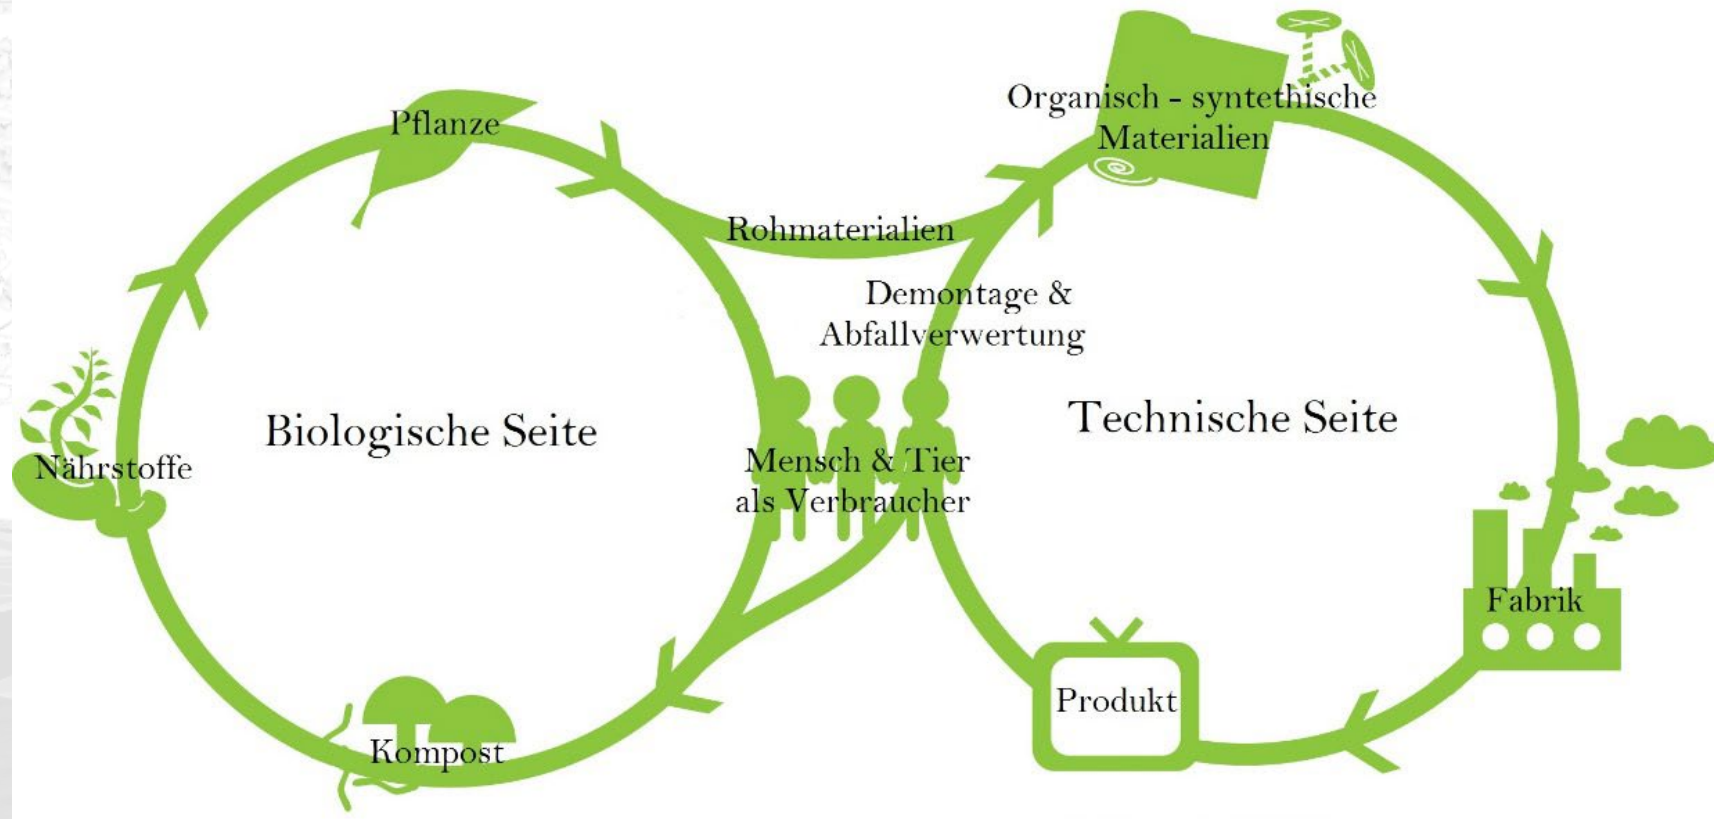 Organisch - syntethische
Materialien
Pflanze
Rohmaterialien
Demontage &
Abfallverwertung
Biologische Seite
Technische Seite
Nährstoffe
Mensch & Tier
als Verbraucher
Fabrik
Produkt
Kompost